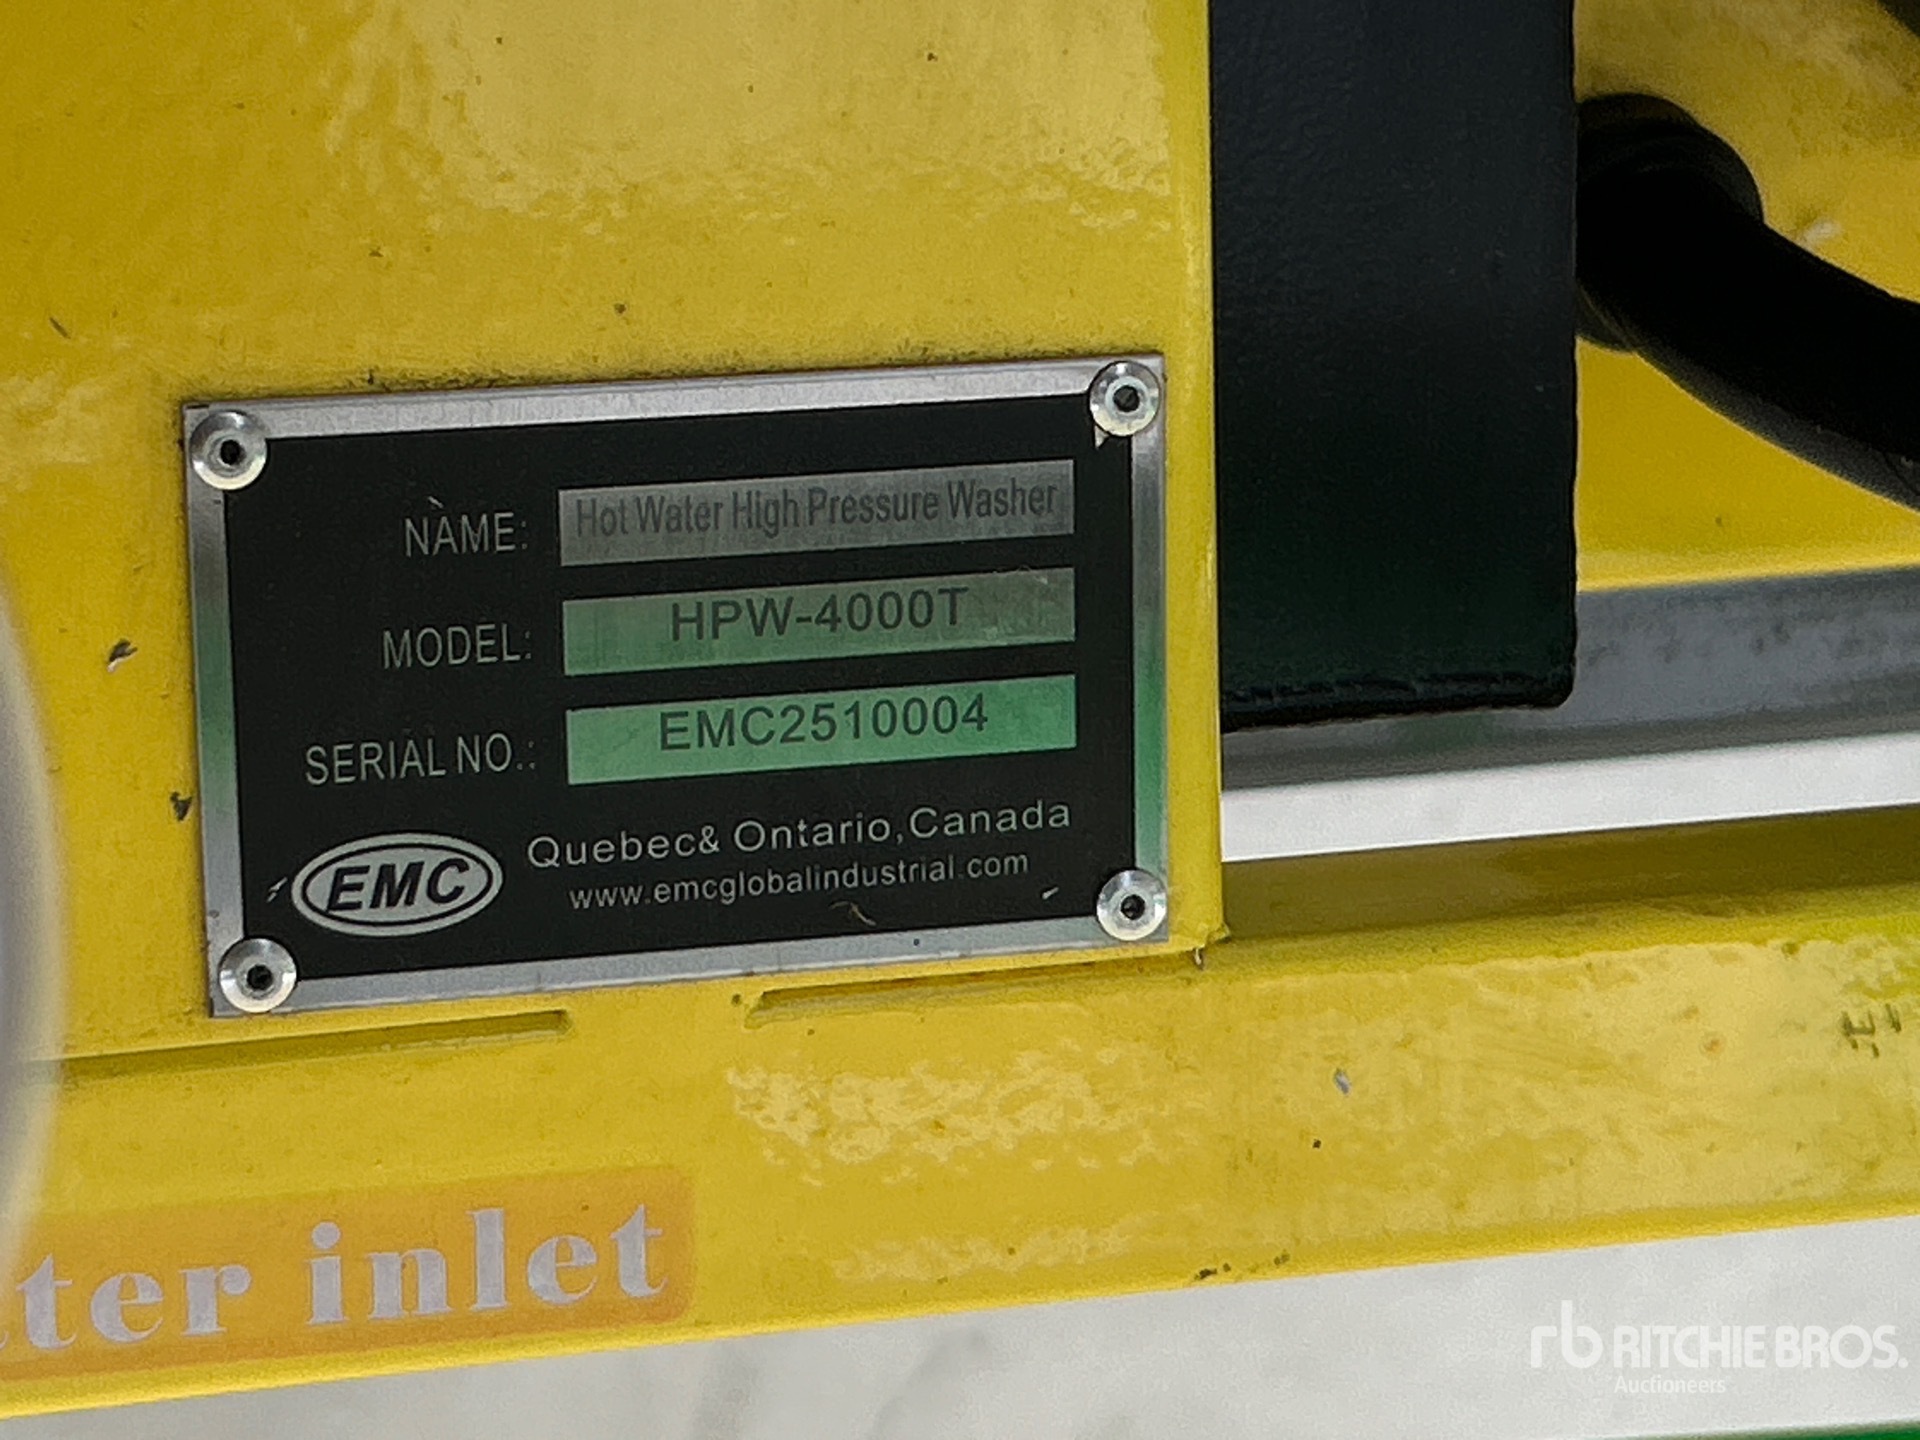 NAME: Hot Water High Pressure Washer
MODEL: HPW-4000T
SERIAL NO.: EMC2510004
EMC Quebec& Ontario,Canada
www.emcglobalindustrial.com
inlet
rb RITCHIE BROS.
Auctioneers